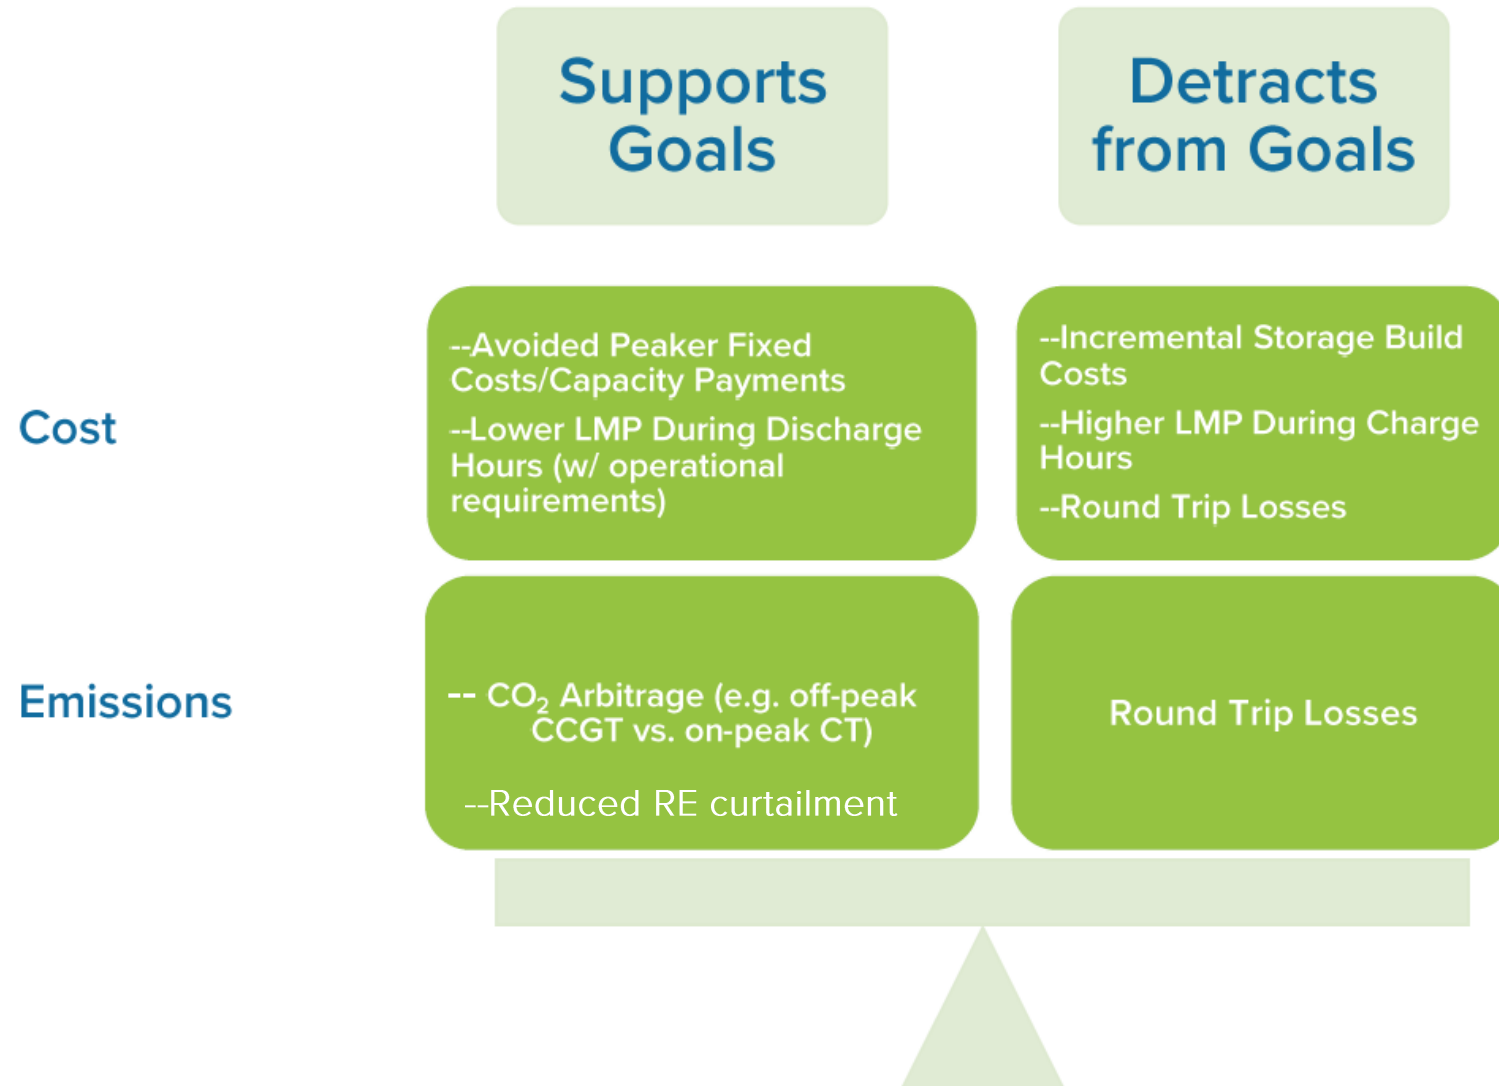 Supports
Goals
Detracts
from Goals
Cost
--Avoided Peaker Fixed
Costs/Capacity Payments
--Lower LMP During Discharge
Hours (w/ operational
requirements)
--Incremental Storage Build
Costs
--Higher LMP During Charge
Hours
--Round Trip Losses
Emissions
-- CO₂ Arbitrage (e.g. off-peak
CCGT vs. on-peak CT)
--Reduced RE curtailment
Round Trip Losses